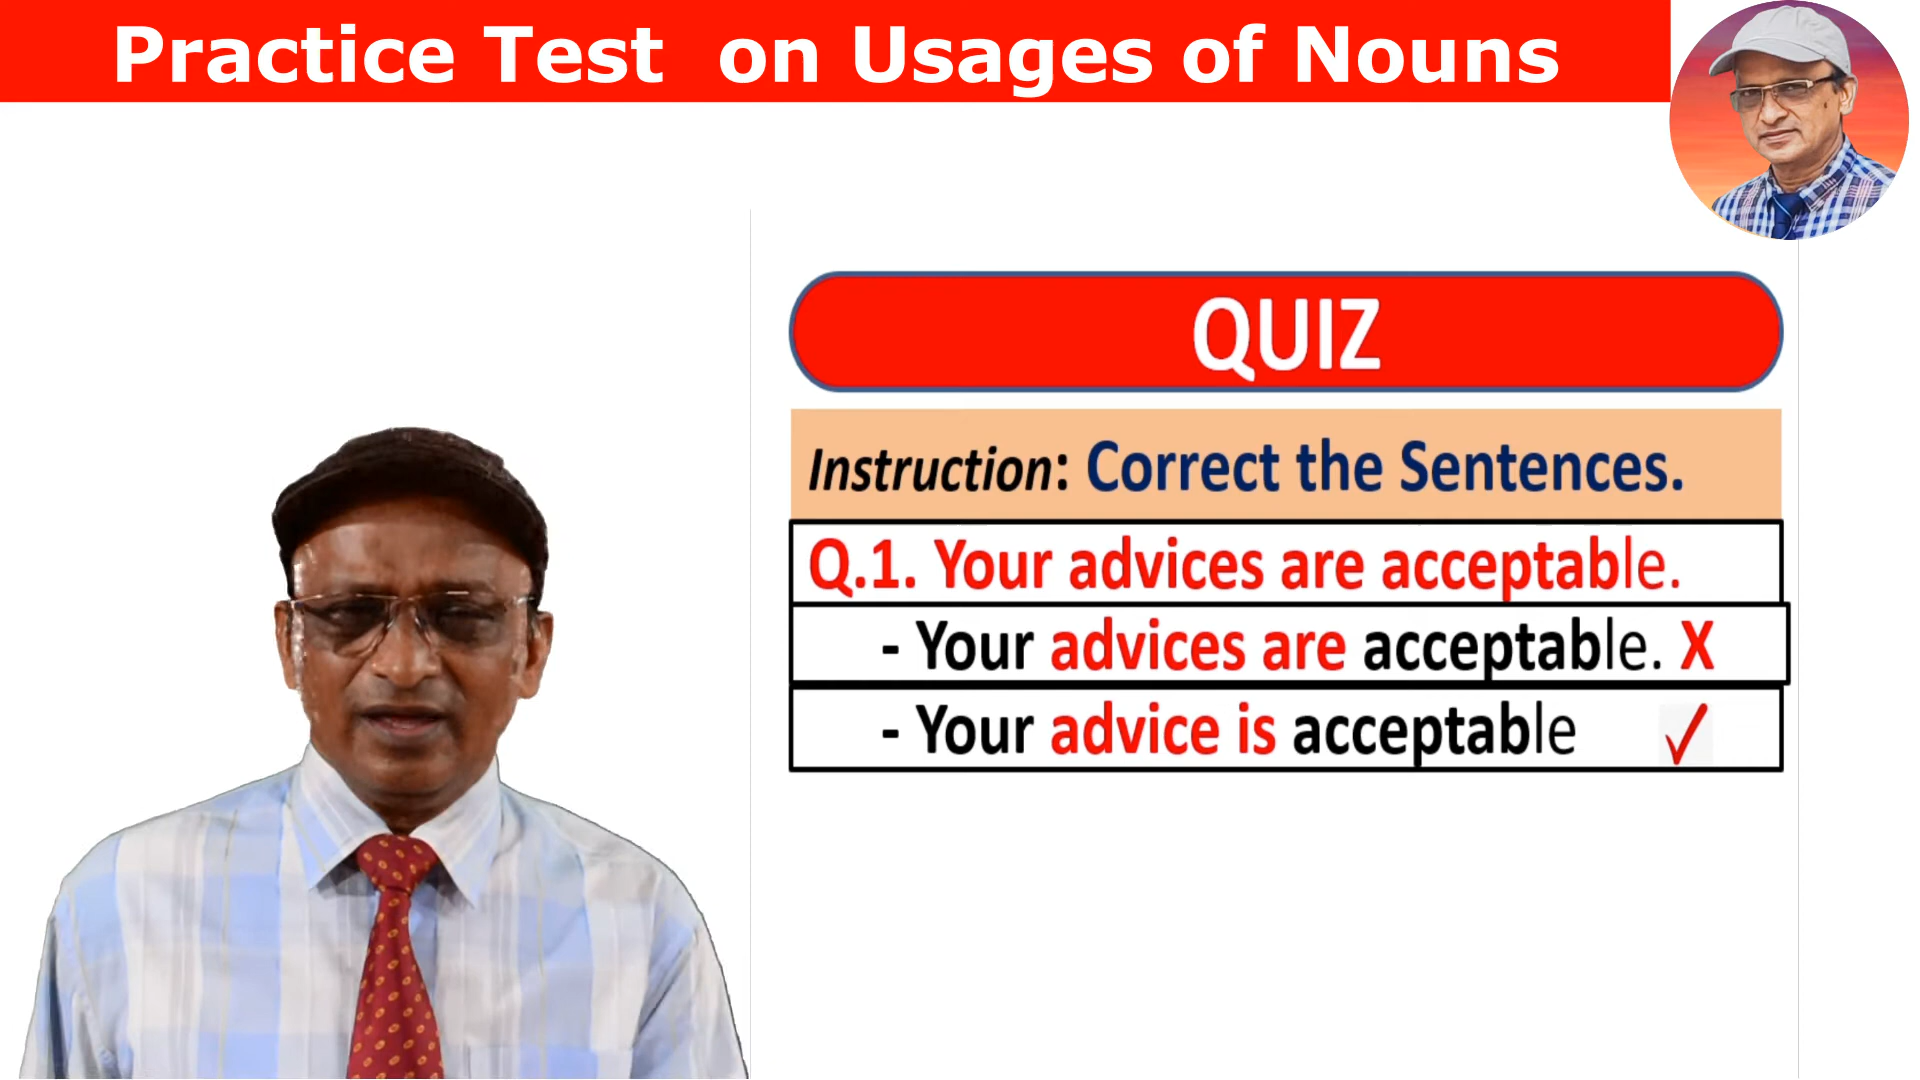 Practice Test on Usages of Nouns
QUIZ
Instruction: Correct the Sentences.
Q.1. Your advices are acceptable.
- Your advices are acceptable. X
- Your advice is acceptable ✓